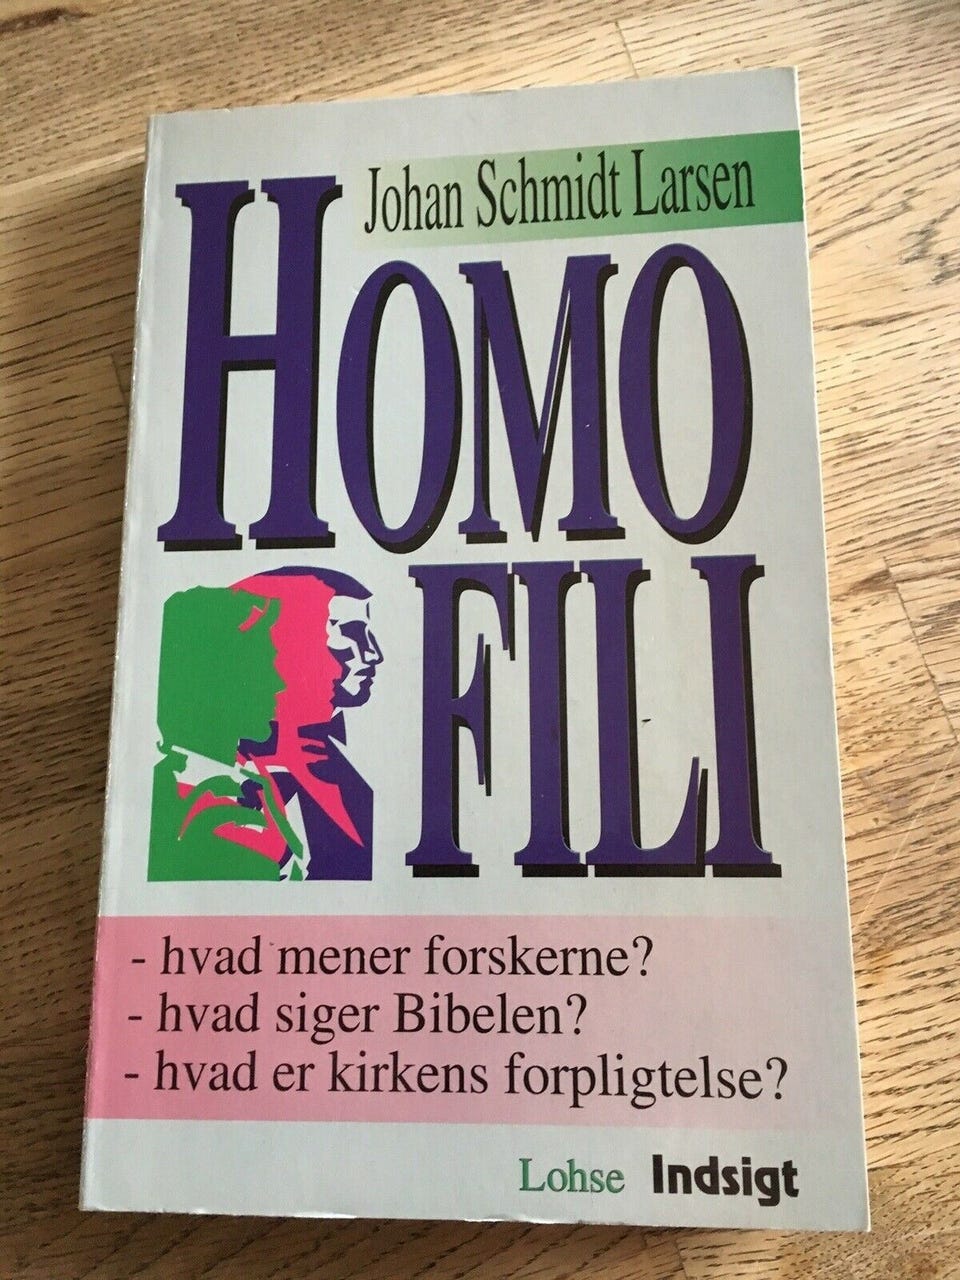 Johan Schmidt Larsen
HOMO
FILI
- hvad mener forskerne?
- hvad siger Bibelen?
- hvad er kirkens forpligtelse?
Lohse Indsigt